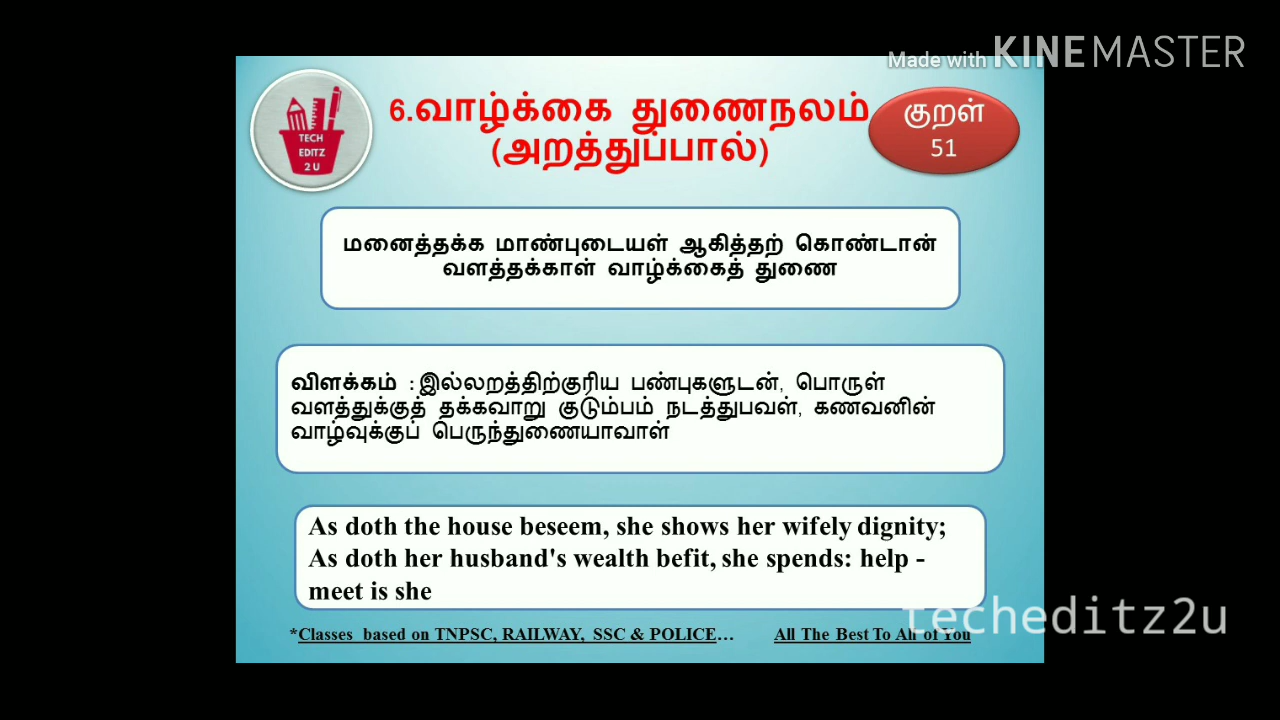 Made with KINEMASTER
TECH
EDITZ
2 U
6.வாழ்க்கை துணைநலம்
(அறத்துப்பால்)
குறள்
51
மனைத்தக்க மாண்புடையள் ஆகித்தற் கொண்டான்
வளத்தக்காள் வாழ்க்கைத் துணை
விளக்கம் :இல்லறத்திற்குரிய பண்புகளுடன், பொருள்
வளத்துக்குத் தக்கவாறு குடும்பம் நடத்துபவள், கணவனின்
வாழ்வுக்குப் பெருந்துணையாவாள்
As doth the house beseem, she shows her wifely dignity;
As doth her husband's wealth befit, she spends: help -
meet is she
techeditz2u
*Classes based on TNPSC, RAILWAY, SSC & POLICE... All The Best To All of You